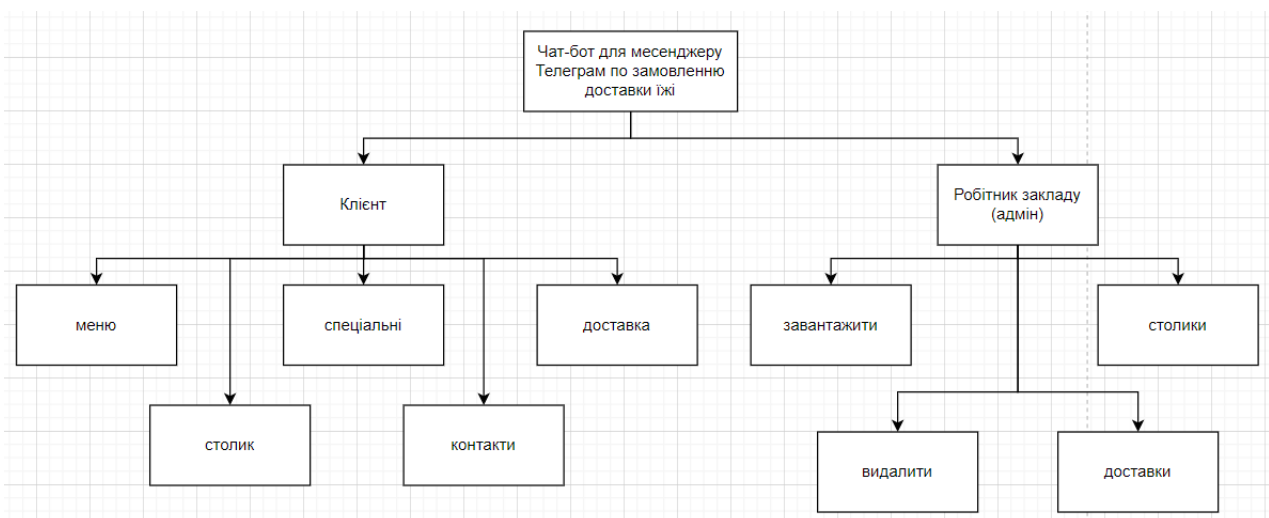 Чат-бот для месенджеру
Телеграм по замовленню
доставки їжі
Клієнт
Робітник закладу
(адмін)
меню
спеціальні
доставка
завантажити
столики
столик
контакти
видалити
доставки